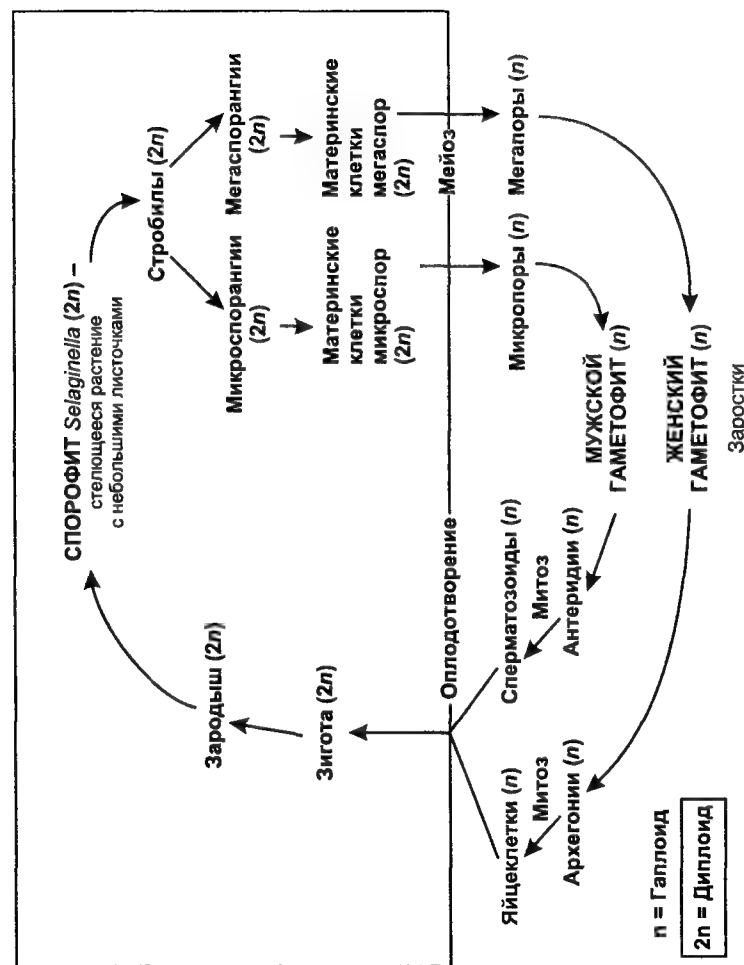 СПОРОФИТ Selaginella (2n) –
стелющееся растение
с небольшими листочками
Стробилы (2n)
Микроспорангии
(2n)
Мегаспорангии
(2n)
Материнские
клетки
микроспор
(2n)
Материнские
клетки
мегаспор
(2n)
Мейоз
Микропоры (n)
Мегапоры (n)
МУЖСКОЙ
ГАМЕТОФИТ (n)
ЖЕНСКИЙ
ГАМЕТОФИТ (n)
Заростки
Антеридии (n)
Митоз
Сперматозоиды (n)
Архегонии (n)
Митоз
Яйцеклетки (n)
Оплодотворение
Зигота (2n)
Зародыш (2n)
n = Гаплоид
2n = Диплоид